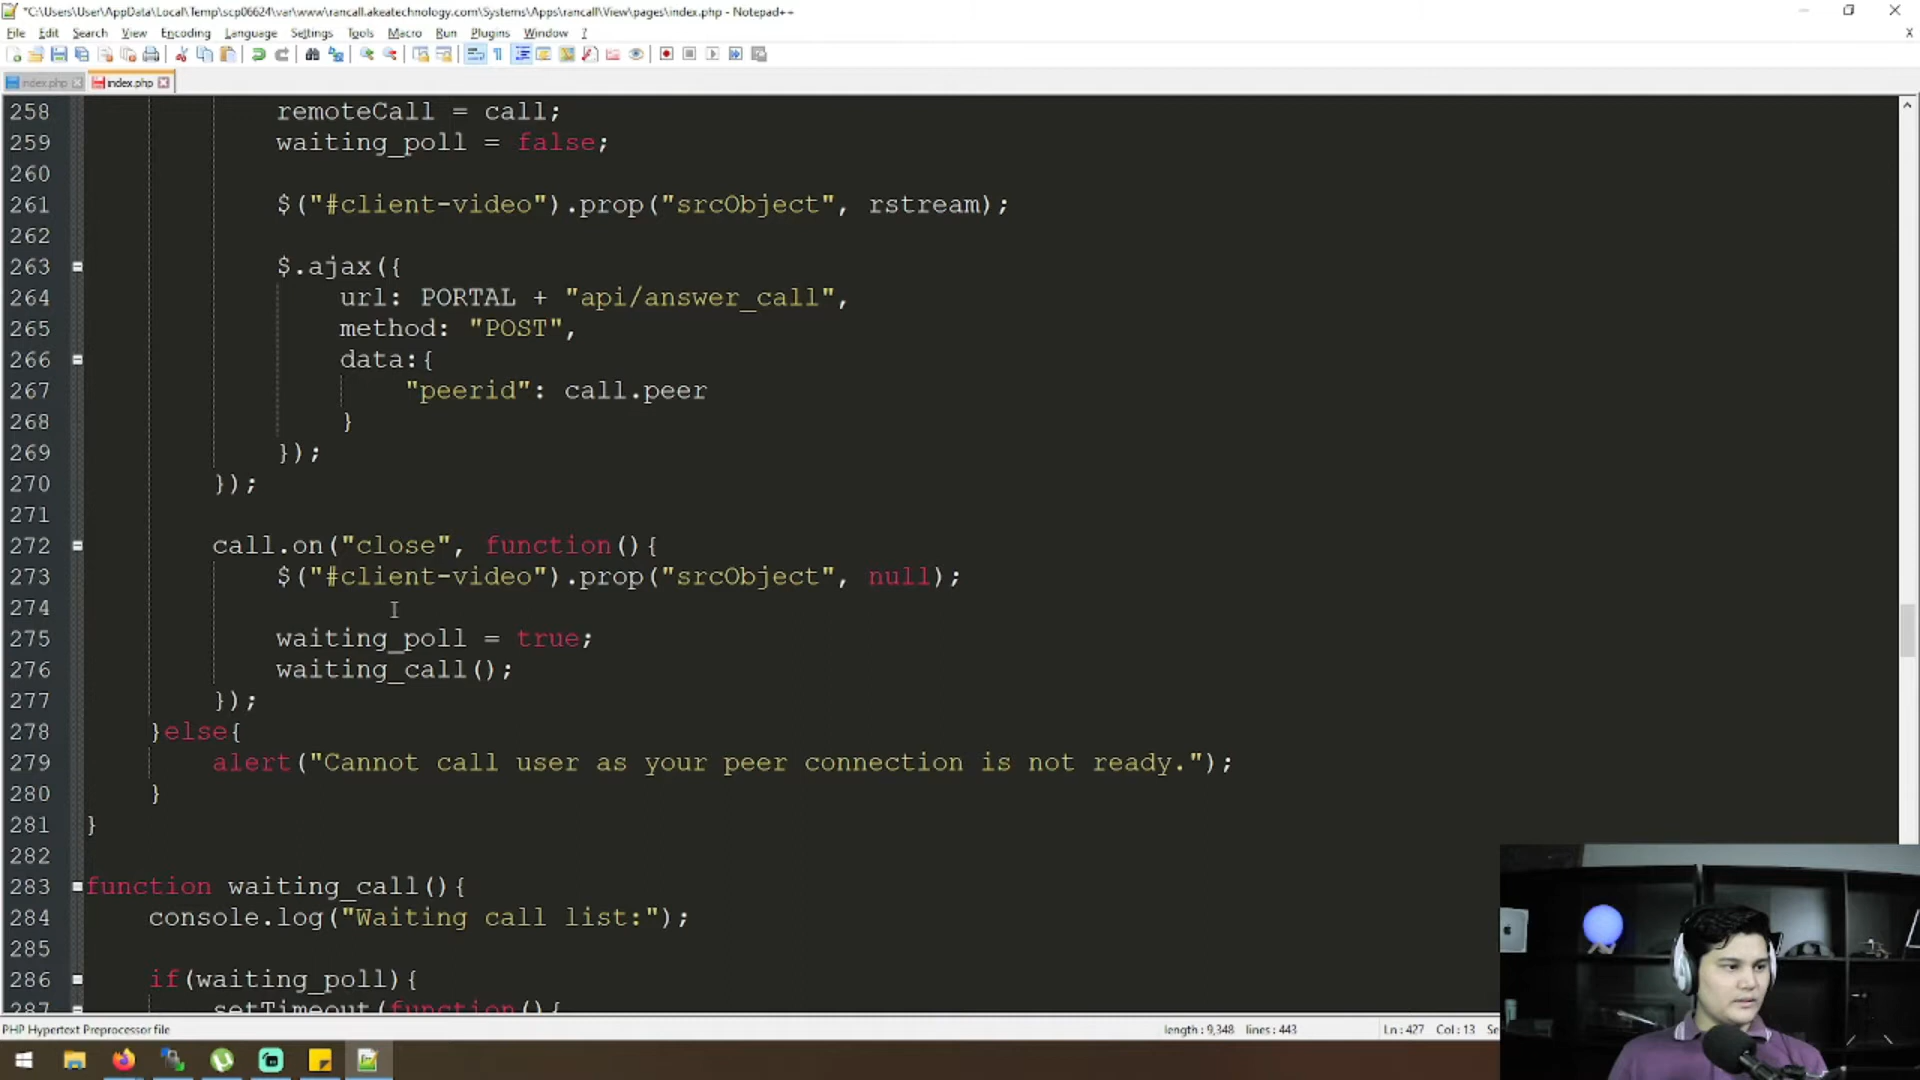 *C:\Users\User\AppData\Local\Temp\scp06624\var\www\rancall.akeatechnology.com\Systems\Apps\rancall\View\pages\index.php - Notepad++
File Edit Search View Encoding Language Settings Tools Macro Run Plugins Window ? X
index.php index.php
258 remoteCall = call;
259 waiting_poll = false;
260
261 $("#client-video").prop("srcObject", rstream);
262
263 $.ajax({
264 url: PORTAL + "api/answer_call",
265 method: "POST",
266 data:{
267 "peerid": call.peer
268 }
269 });
270 });
271
272 call.on("close", function(){
273 $("#client-video").prop("srcObject", null);
274
275 waiting_poll = true;
276 waiting_call();
277 });
278 }else{
279 alert("Cannot call user as your peer connection is not ready.");
280 }
281 }
282
283 function waiting_call(){
284 console.log("Waiting call list:");
285
286 if(waiting_poll){
287 setTimeout(function(){
PHP Hypertext Preprocessor file length : 9,348 lines : 443 Ln : 427 Col : 13 Se